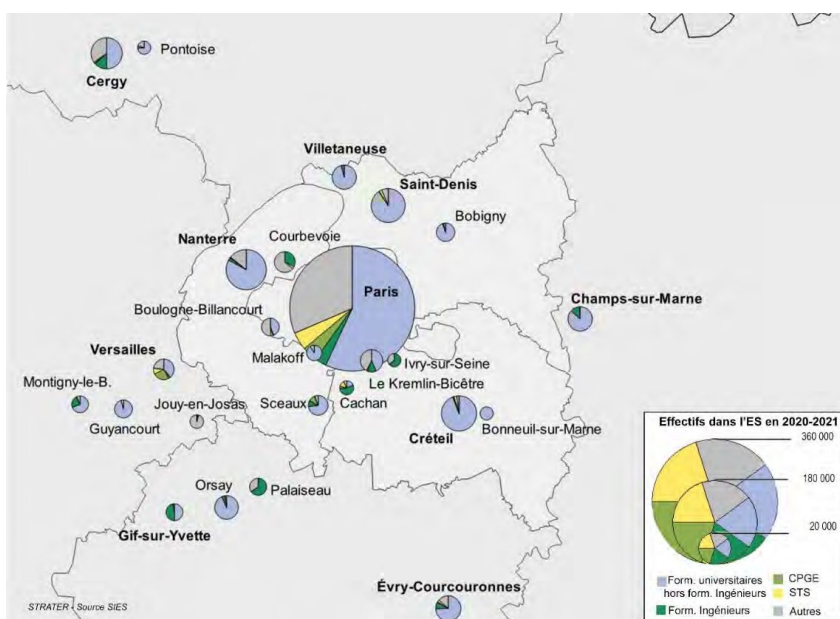 Pontoise
Cergy
Villetaneuse
Saint-Denis
Bobigny
Nanterre
Courbevoie
Paris
Champs-sur-Marne
Boulogne-Billancourt
Malakoff
Ivry-sur-Seine
Versailles
Le Kremlin-Bicêtre
Montigny-le-B.
Jouy-en-Josas
Sceaux
Cachan
Guyancourt
Créteil
Bonneuil-sur-Marne
Orsay
Palaiseau
Gif-sur-Yvette
Évry-Courcouronnes
STRATER - Source SIES
Effectifs dans l'ES en 2020-2021
360 000
180 000
20 000
Form. universitaires
hors form. Ingénieurs
Form. Ingénieurs
CPGE
STS
Autres